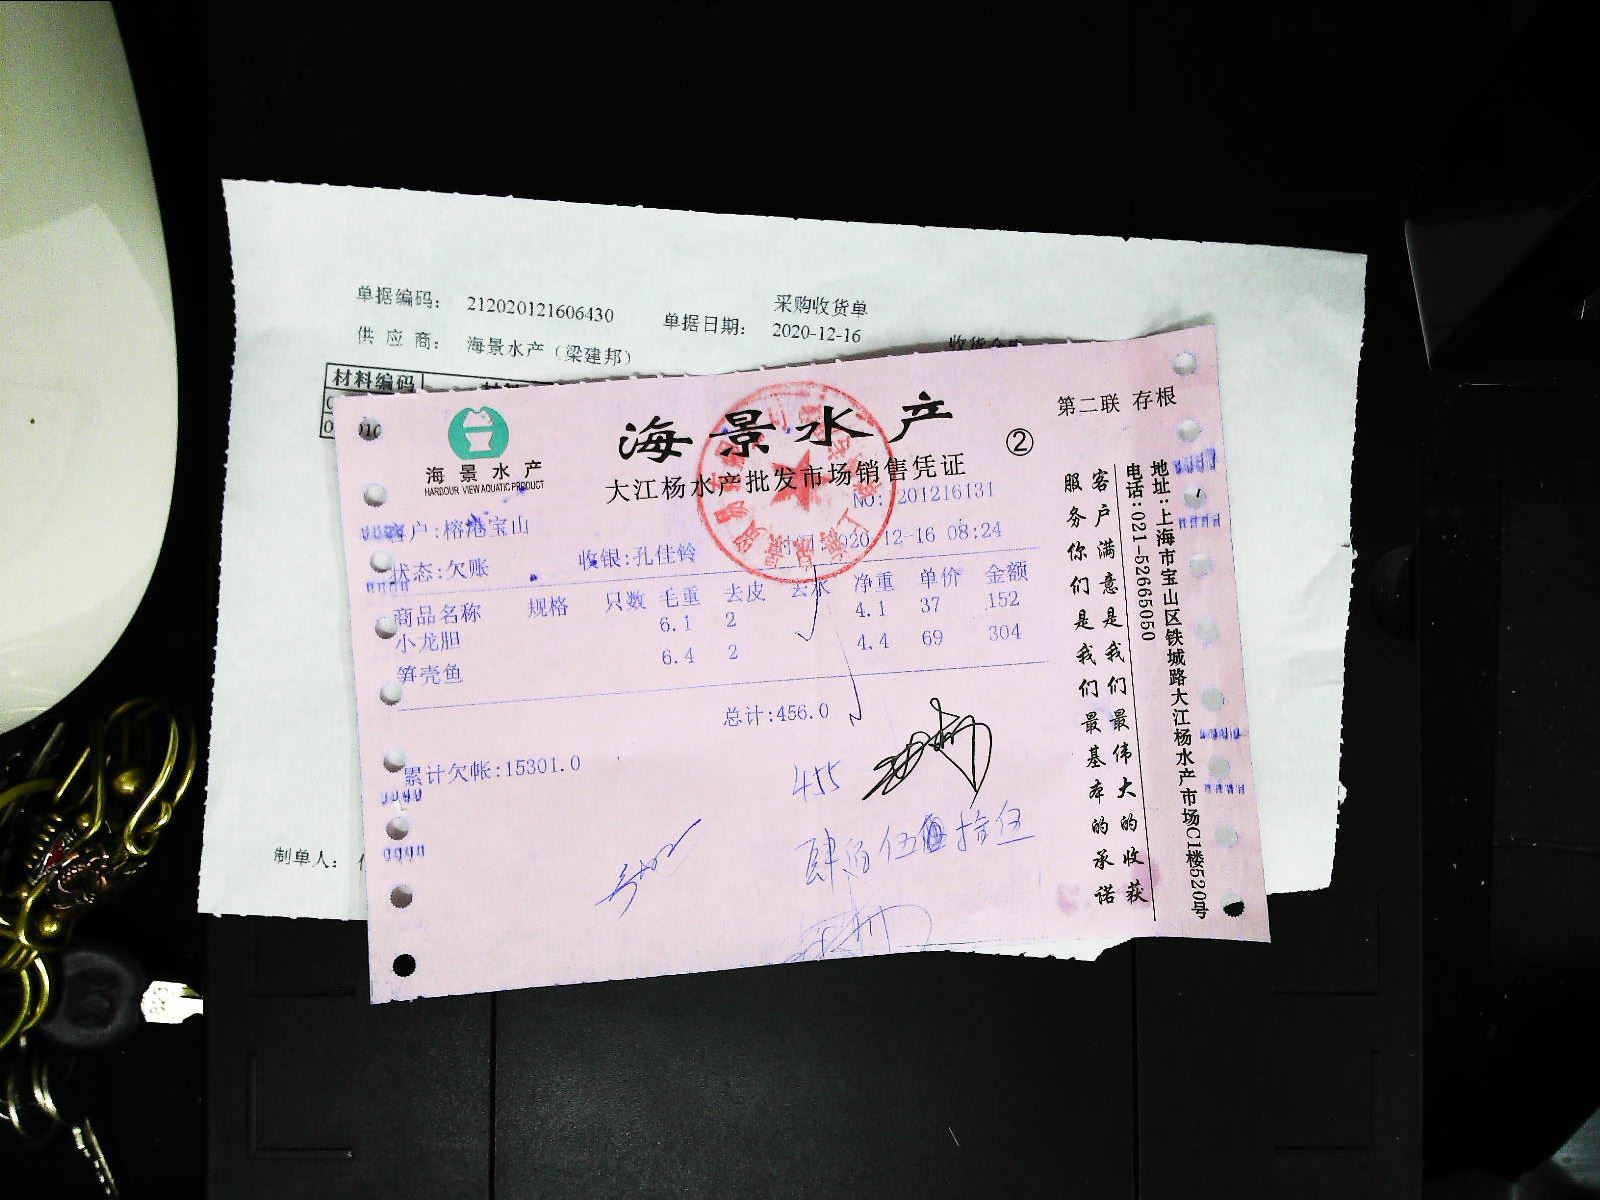 采购收货单
单据编码: 212020121606430 单据日期: 2020-12-16
供应商: 海景水产（梁建邦）
材料编码
制单人:
第二联 存根
海景水产
HARBOUR VIEW AQUATIC PRODUCT
海景水产 ②
大江杨水产批发市场销售凭证
NO: 201216131
客户:榕港宝山
状态:欠账 收银:孔佳铃 时间:2020-12-16 08:24
商品名称 规格 只数 毛重 去皮 去水 净重 单价 金额
小龙胆 6.1 2 4.1 37 152
笋壳鱼 6.4 2 4.4 69 304
总计:456.0
累计欠帐:15301.0
455
肆佰伍拾伍
客户满意是我们最伟大的收获
服务你们是我们最基本的承诺
地址:上海市宝山区铁城路大江杨水产市场C1楼520号
电话:021-52665050